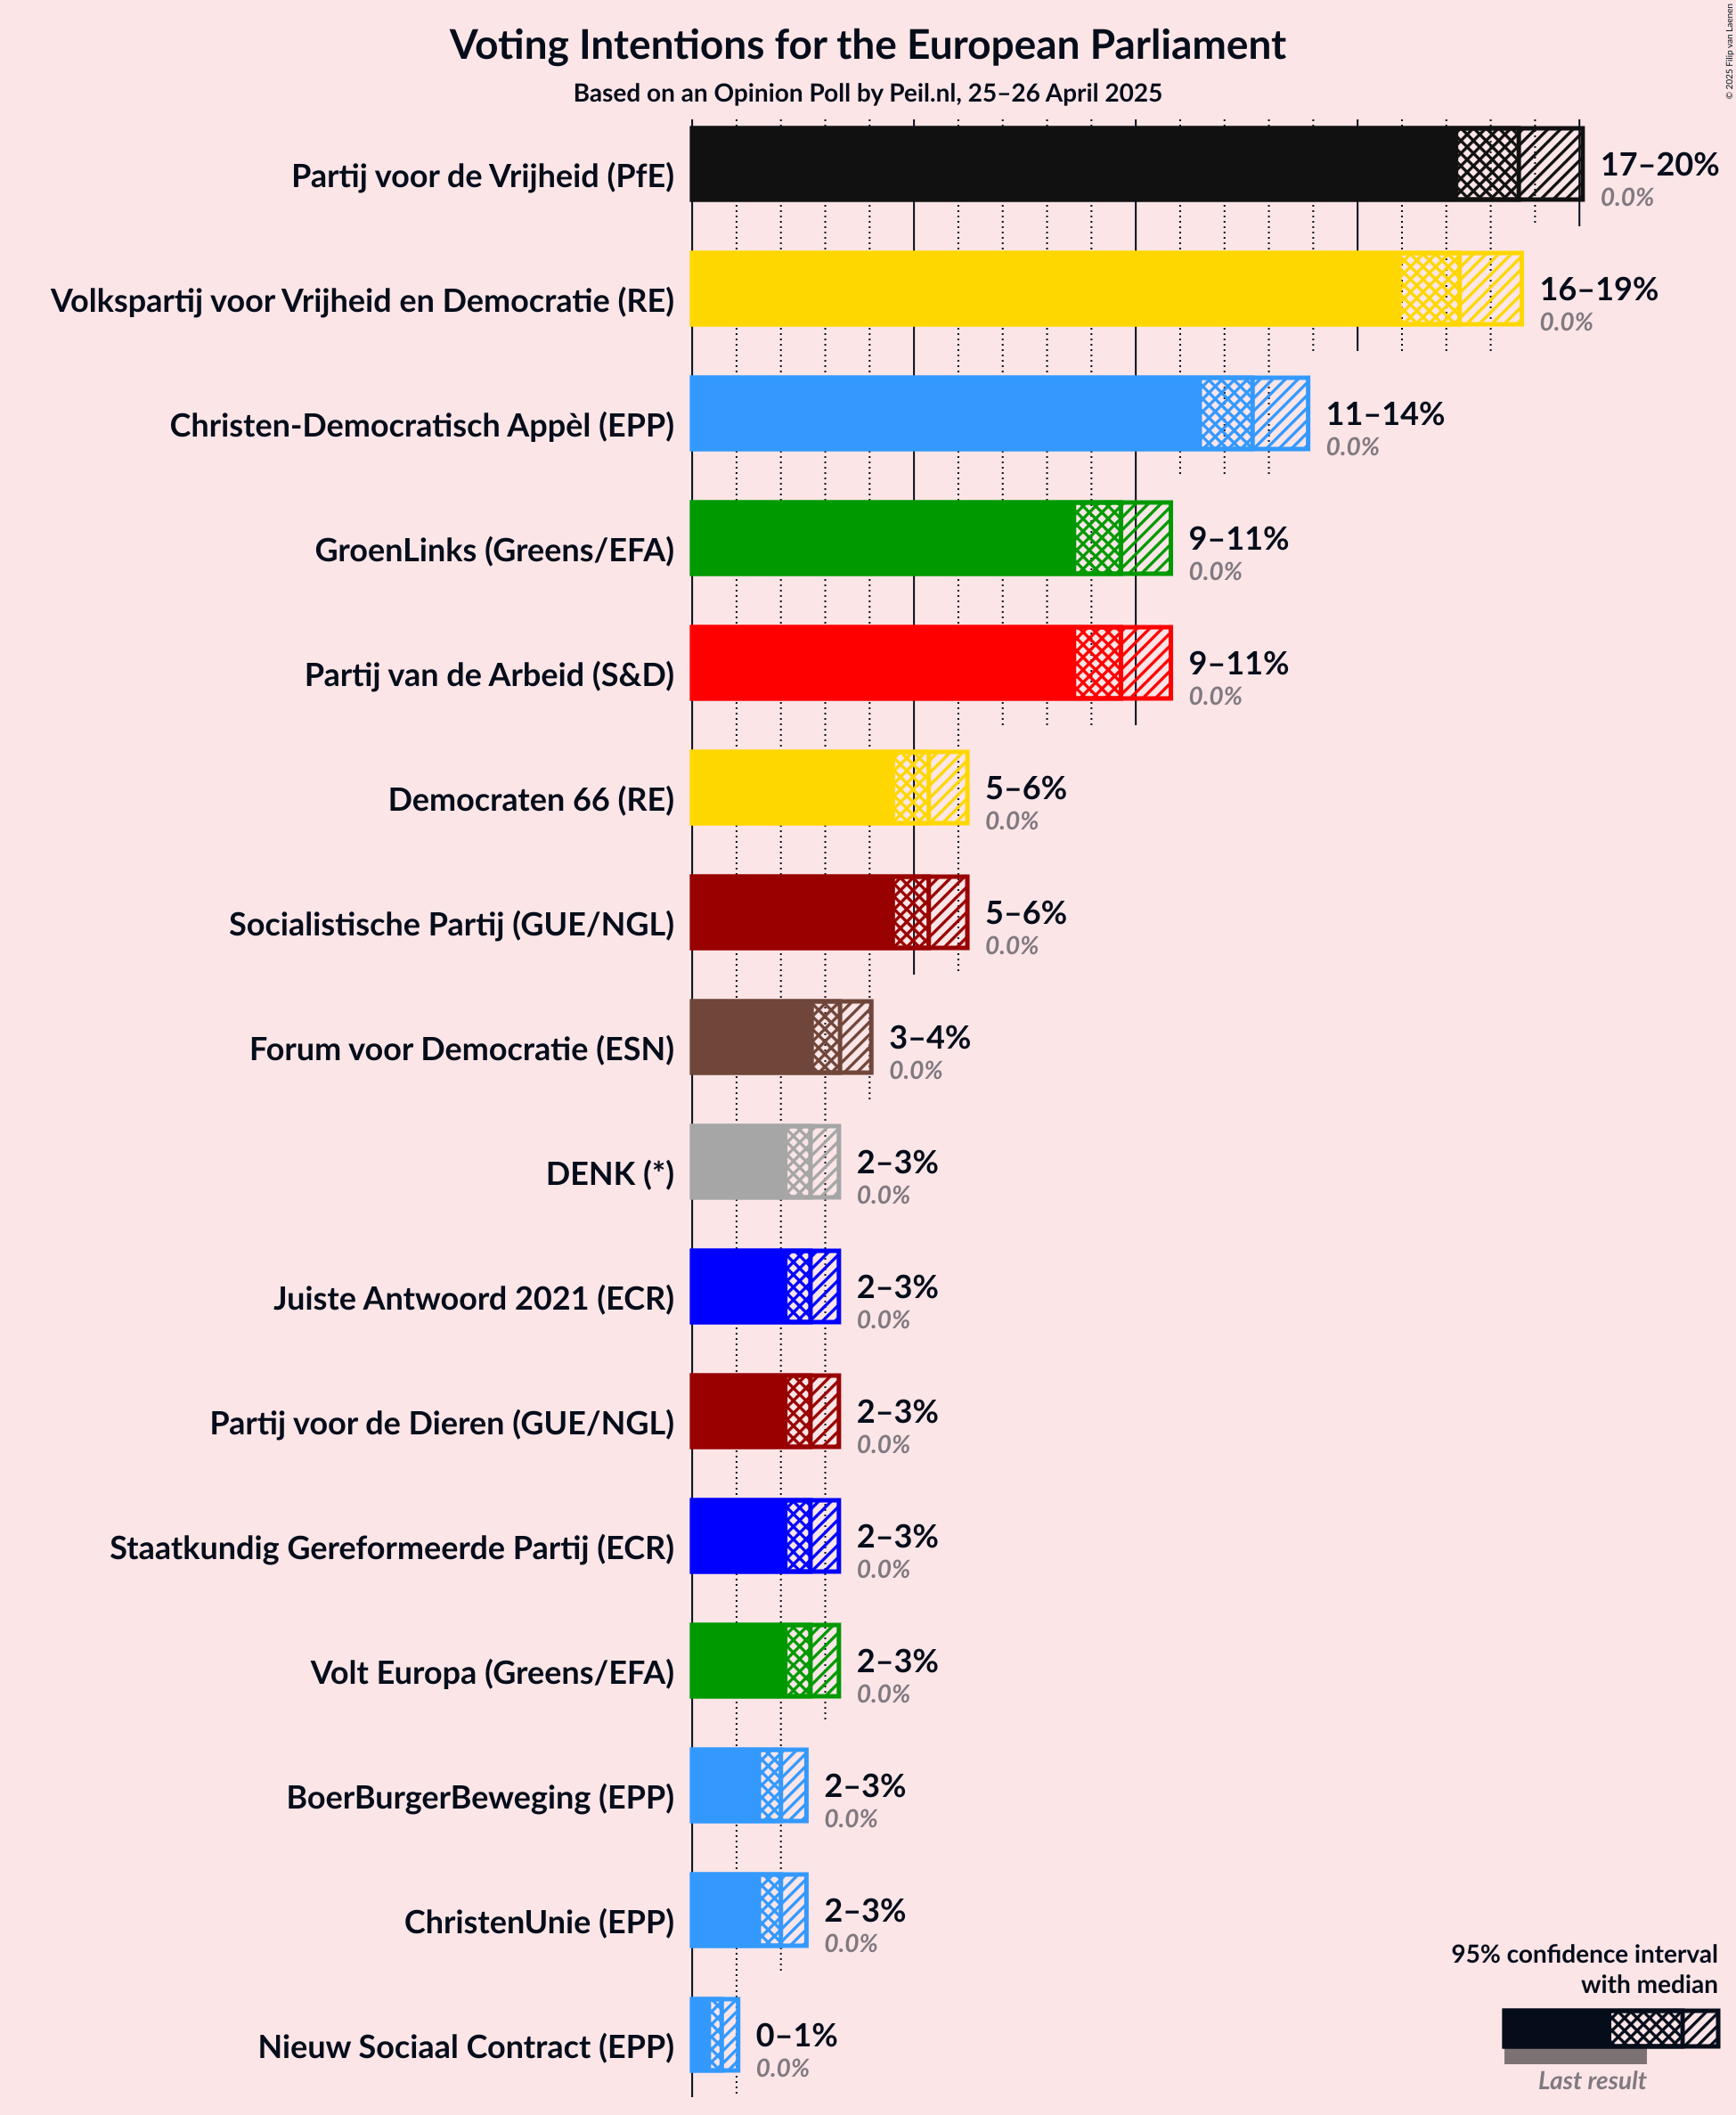 Voting Intentions for the European Parliament
Based on an Opinion Poll by Peil.nl, 25–26 April 2025
© 2025 Filip van Laenen
Partij voor de Vrijheid (PfE)
17–20%
0.0%
Volkspartij voor Vrijheid en Democratie (RE)
16–19%
0.0%
Christen-Democratisch Appèl (EPP)
11–14%
0.0%
GroenLinks (Greens/EFA)
9–11%
0.0%
Partij van de Arbeid (S&D)
9–11%
0.0%
Democraten 66 (RE)
5–6%
0.0%
Socialistische Partij (GUE/NGL)
5–6%
0.0%
Forum voor Democratie (ESN)
3–4%
0.0%
DENK (*)
2–3%
0.0%
Juiste Antwoord 2021 (ECR)
2–3%
0.0%
Partij voor de Dieren (GUE/NGL)
2–3%
0.0%
Staatkundig Gereformeerde Partij (ECR)
2–3%
0.0%
Volt Europa (Greens/EFA)
2–3%
0.0%
BoerBurgerBeweging (EPP)
2–3%
0.0%
ChristenUnie (EPP)
2–3%
0.0%
Nieuw Sociaal Contract (EPP)
0–1%
0.0%
95% confidence interval
with median
Last result